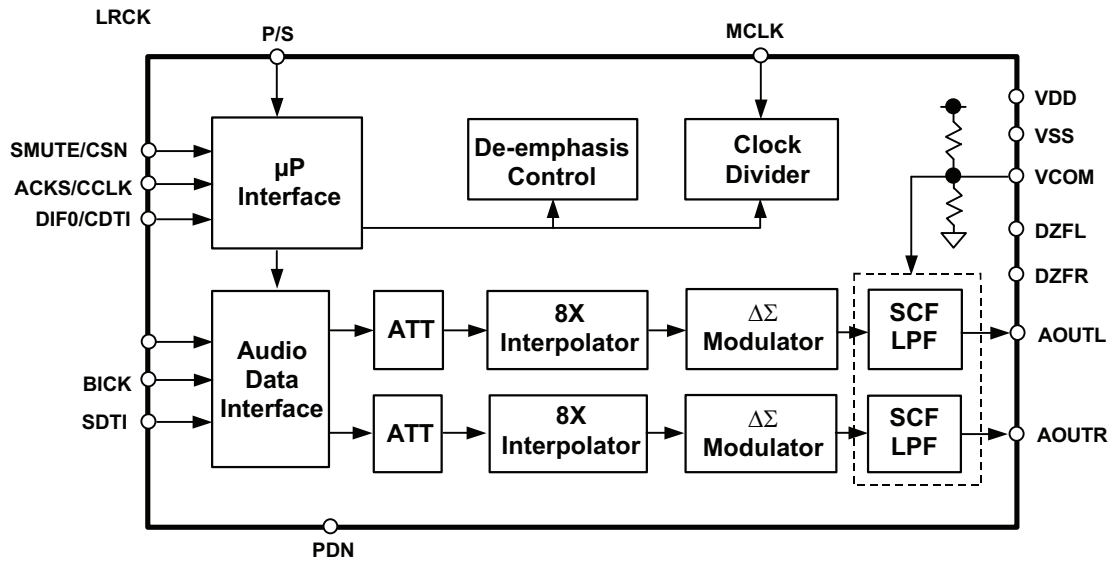 LRCK
P/S
MCLK
VDD
VSS
VCOM
DZFL
DZFR
AOUTL
AOUTR
SMUTE/CSN
ACKS/CCLK
DIF0/CDTI
BICK
SDTI
PDN
µP
Interface
De-emphasis
Control
Clock
Divider
Audio
Data
Interface
ATT
8X
Interpolator
ΔΣ
Modulator
SCF
LPF
ATT
8X
Interpolator
ΔΣ
Modulator
SCF
LPF